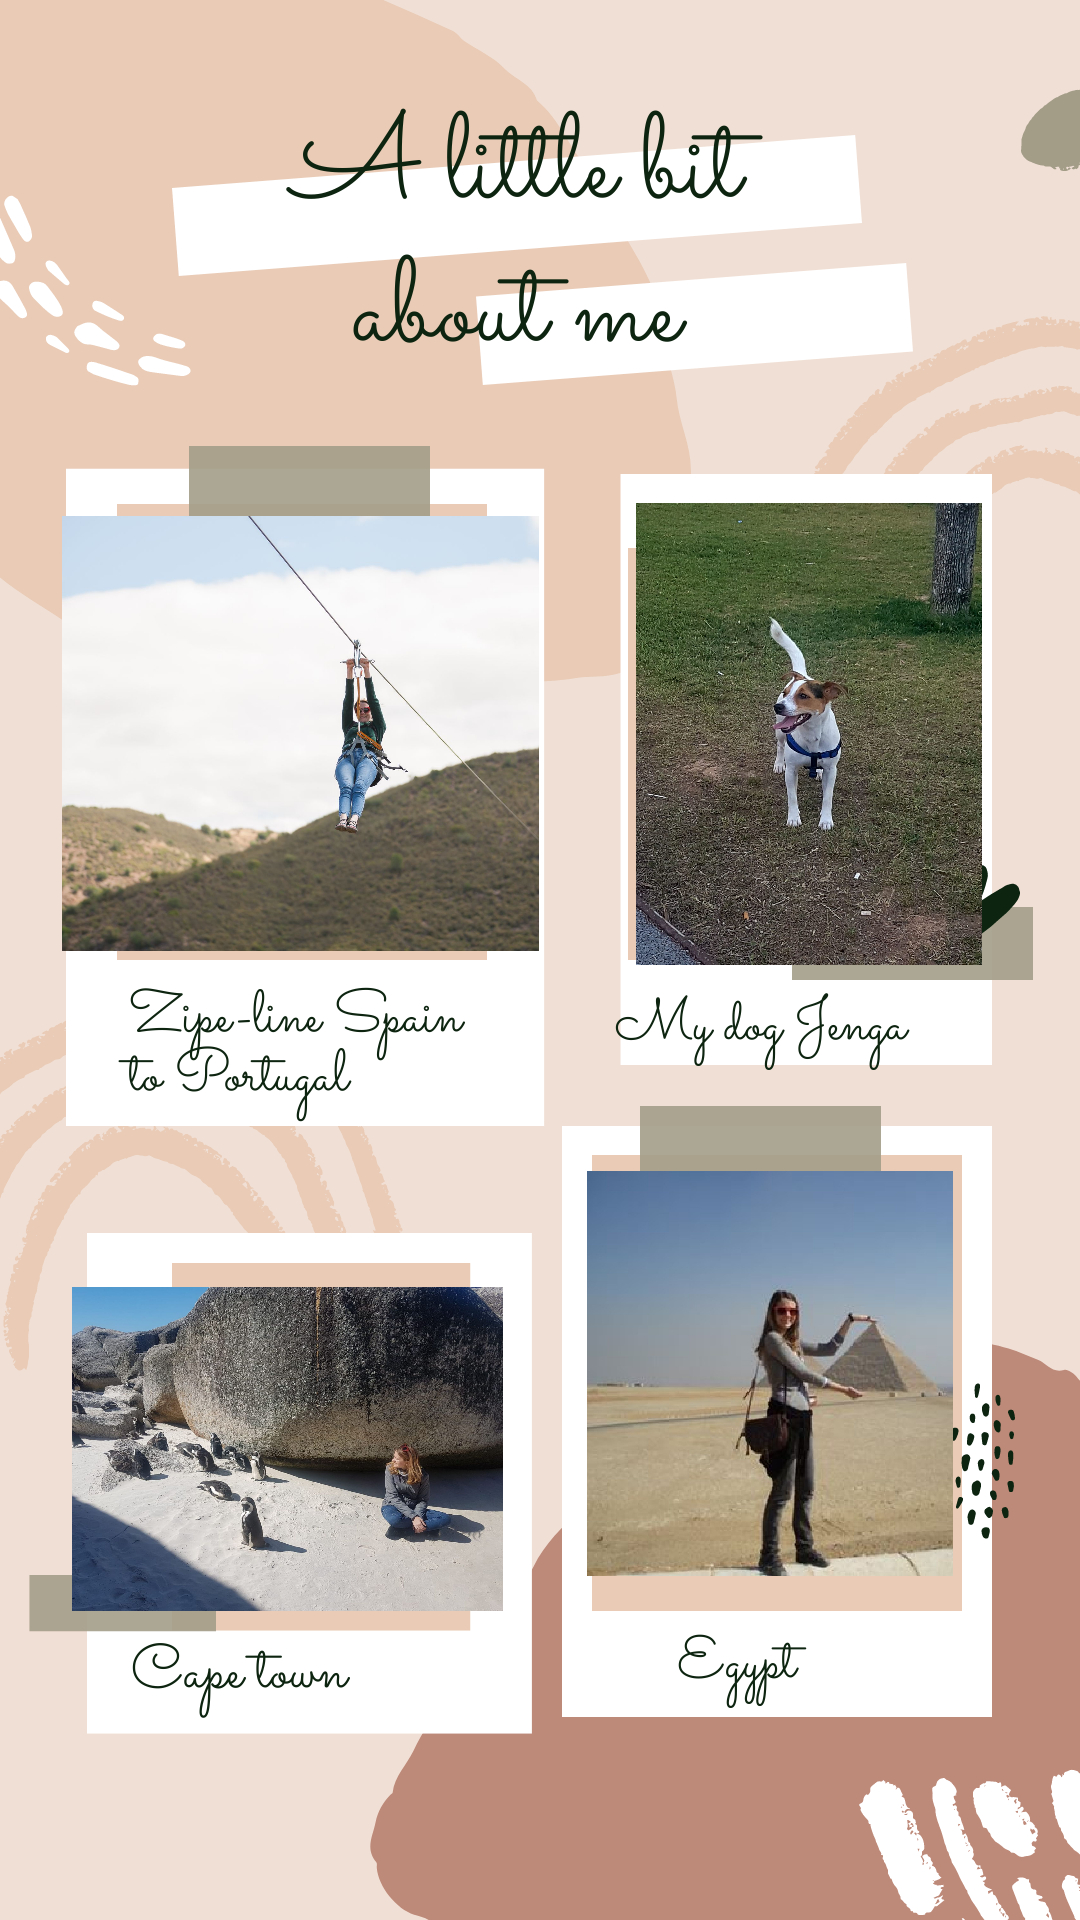 A little bit
about me
Zipe-line Spain
to Portugal
My dog Jenga
Cape town
Egypt